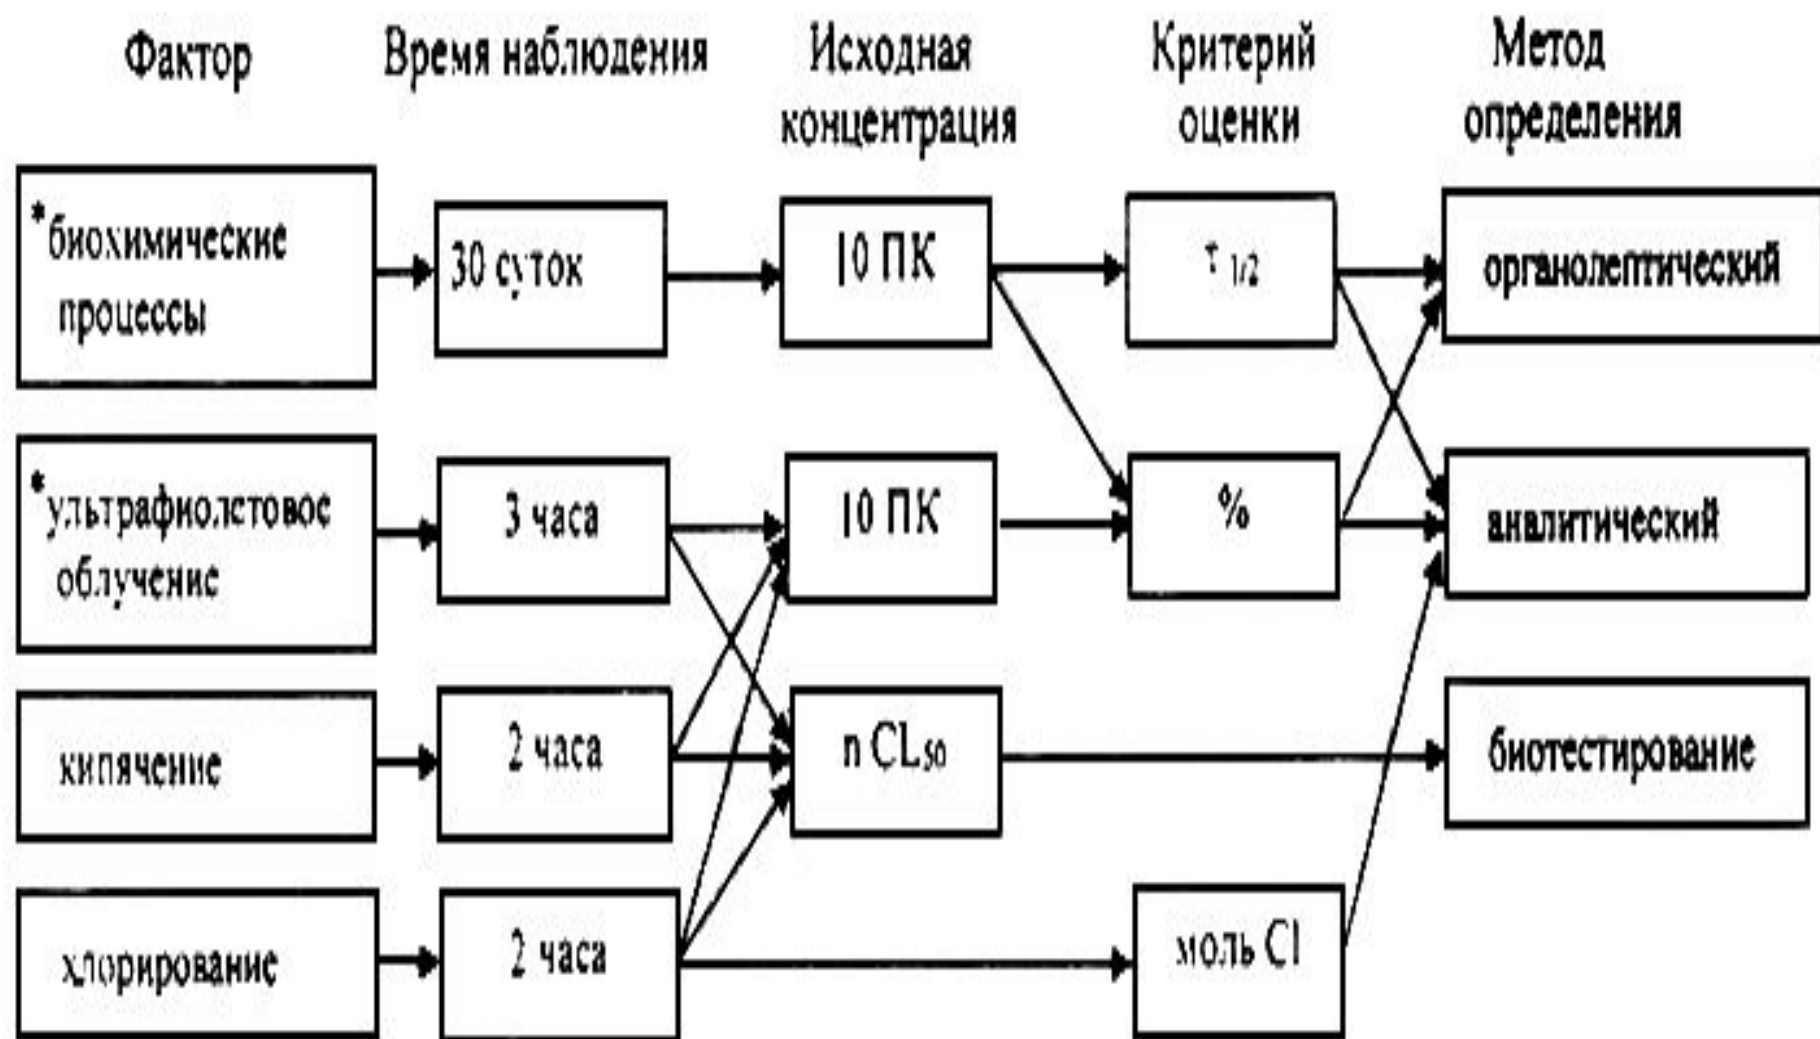 Фактор
Время наблюдения
Исходная
концентрация
Критерий
оценки
Метод
определения
*биохимические
процессы
30 суток
10 ПК
τ 1/2
органолептический
*ультрафиолетовое
облучение
3 часа
10 ПК
%
аналитический
кипячение
2 часа
n CL50
биотестирование
хлорирование
2 часа
моль Cl